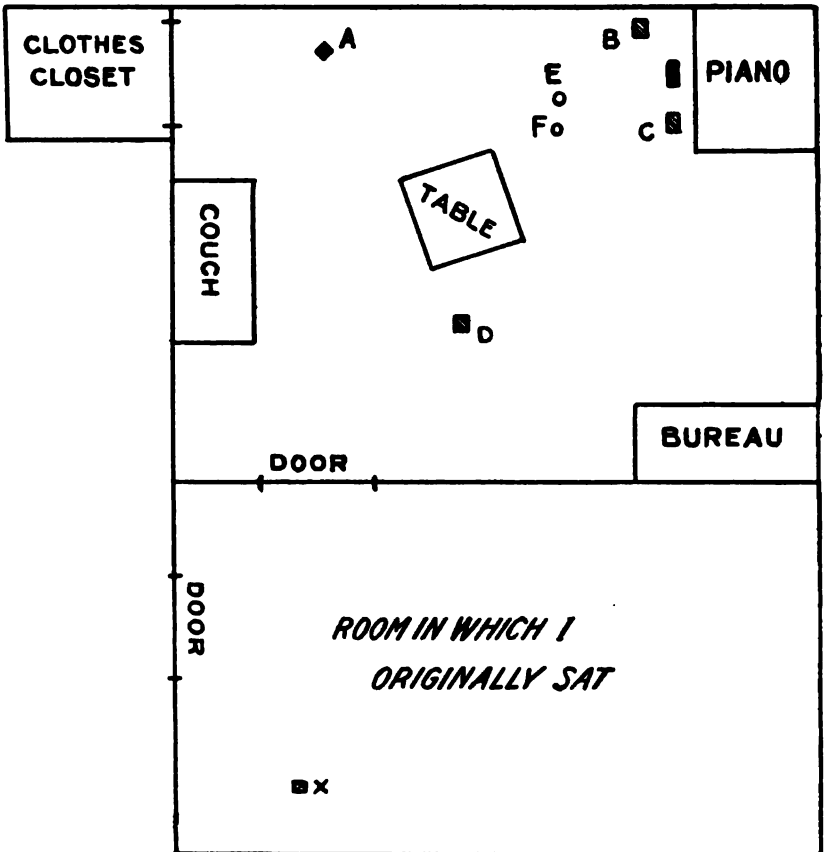 CLOTHES
CLOSET
A
B
E
PIANO
F
C
TABLE
COUCH
D
BUREAU
DOOR
DOOR
ROOM IN WHICH I
ORIGINALLY SAT
X